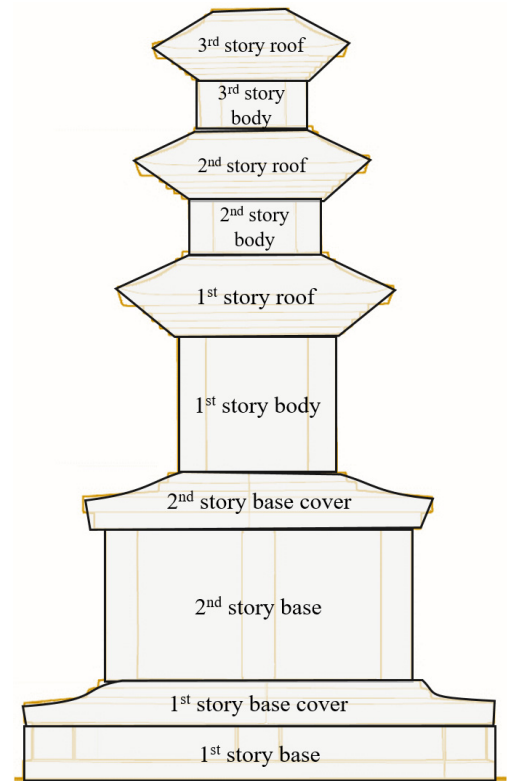 3rd story roof
3rd story
body
2nd story roof
2nd story
body
1st story roof
1st story body
2nd story base cover
2nd story base
1st story base cover
1st story base